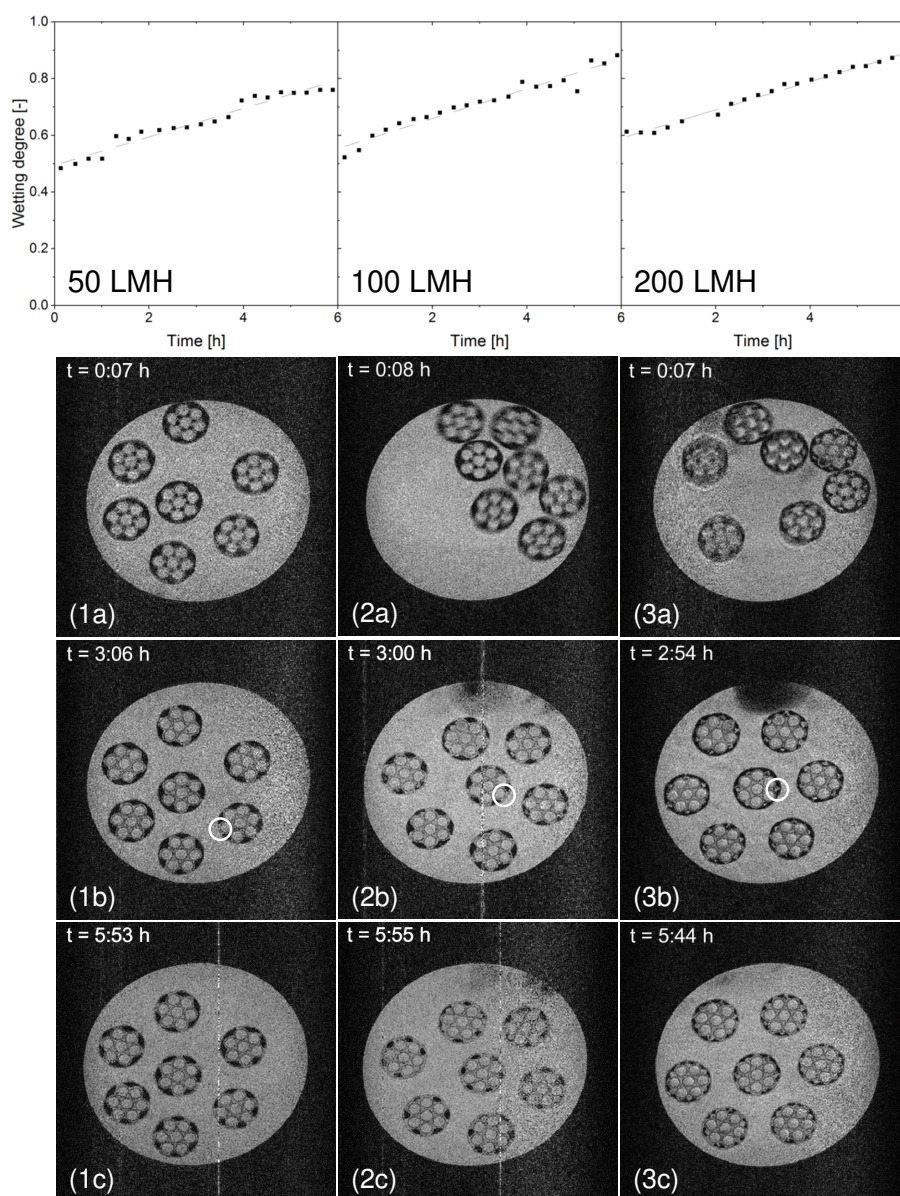 1.0
0.8
0.6
0.4
0.2
0.0
Wetting degree [-]
50 LMH
100 LMH
200 LMH
0 2 4 6 2 4 6 2 4
Time [h] Time [h] Time [h]
t = 0:07 h
(1a)
t = 0:08 h
(2a)
t = 0:07 h
(3a)
t = 3:06 h
(1b)
t = 3:00 h
(2b)
t = 2:54 h
(3b)
t = 5:53 h
(1c)
t = 5:55 h
(2c)
t = 5:44 h
(3c)